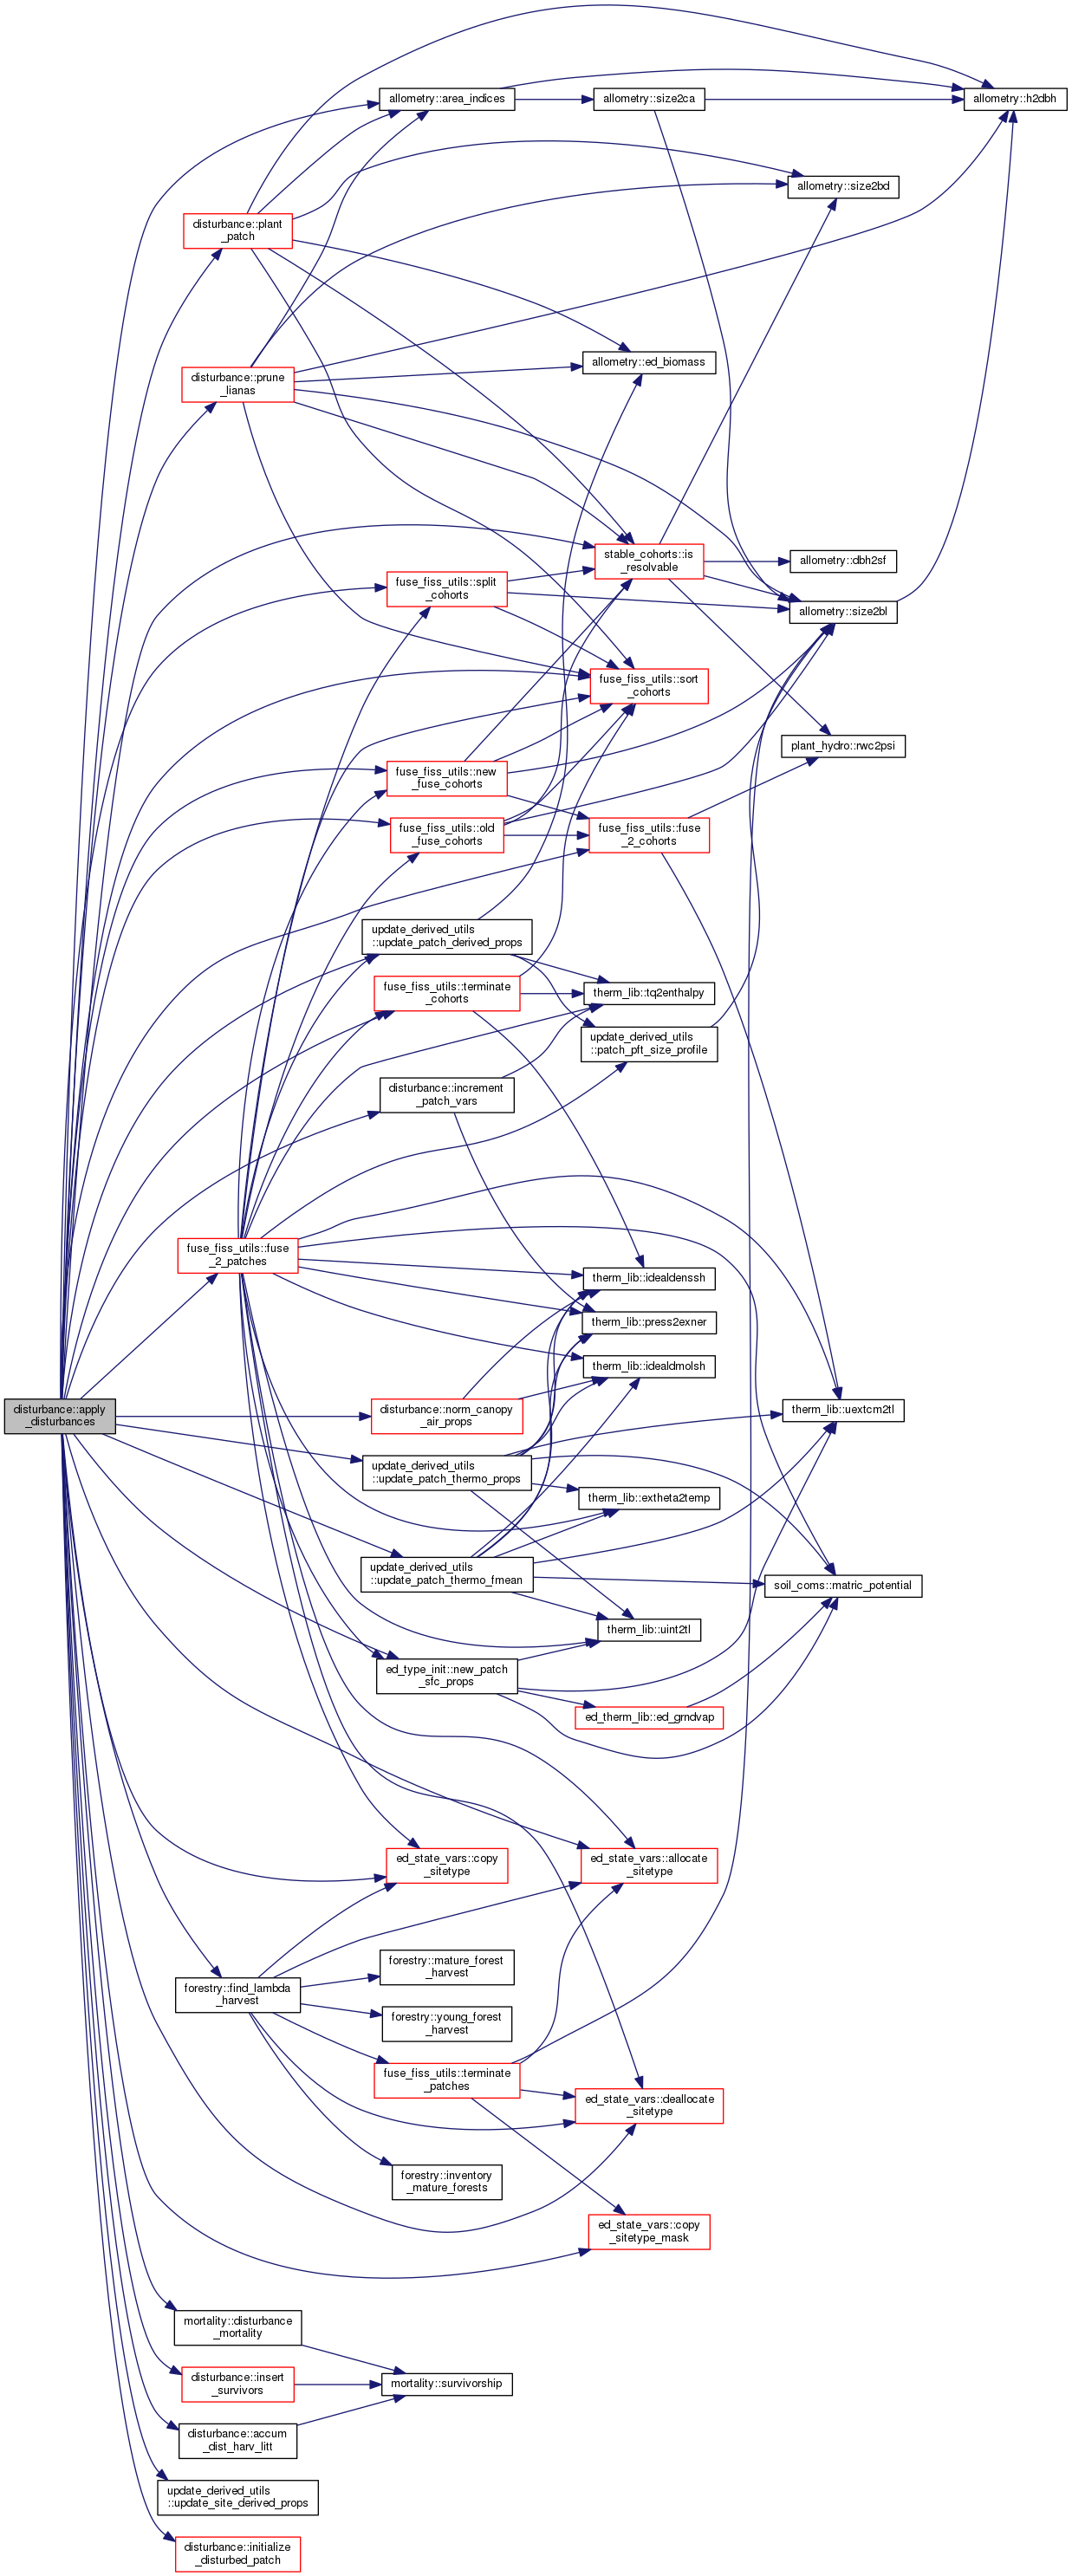 allometry::area_indices
allometry::size2ca
allometry::h2dbh
allometry::size2bd
disturbance::plant
_patch
allometry::ed_biomass
disturbance::prune
_lianas
stable_cohorts::is
_resolvable
allometry::dbh2sf
fuse_fiss_utils::split
_cohorts
allometry::size2bl
fuse_fiss_utils::sort
_cohorts
plant_hydro::rwc2psi
fuse_fiss_utils::new
_fuse_cohorts
fuse_fiss_utils::old
_fuse_cohorts
fuse_fiss_utils::fuse
_2_cohorts
update_derived_utils
::update_patch_derived_props
fuse_fiss_utils::terminate
_cohorts
therm_lib::tq2enthalpy
update_derived_utils
::patch_pft_size_profile
disturbance::increment
_patch_vars
fuse_fiss_utils::fuse
_2_patches
therm_lib::idealdenssh
therm_lib::press2exner
therm_lib::idealdmolsh
disturbance::apply
_disturbances
disturbance::norm_canopy
_air_props
therm_lib::uextcm2tl
update_derived_utils
::update_patch_thermo_props
therm_lib::extheta2temp
update_derived_utils
::update_patch_thermo_fmean
soil_coms::matric_potential
therm_lib::uint2tl
ed_type_init::new_patch
_sfc_props
ed_therm_lib::ed_grndvap
ed_state_vars::copy
_sitetype
ed_state_vars::allocate
_sitetype
forestry::mature_forest
_harvest
forestry::find_lambda
_harvest
forestry::young_forest
_harvest
fuse_fiss_utils::terminate
_patches
ed_state_vars::deallocate
_sitetype
forestry::inventory
_mature_forests
ed_state_vars::copy
_sitetype_mask
mortality::disturbance
_mortality
disturbance::insert
_survivors
mortality::survivorship
disturbance::accum
_dist_harv_litt
update_derived_utils
::update_site_derived_props
disturbance::initialize
_disturbed_patch